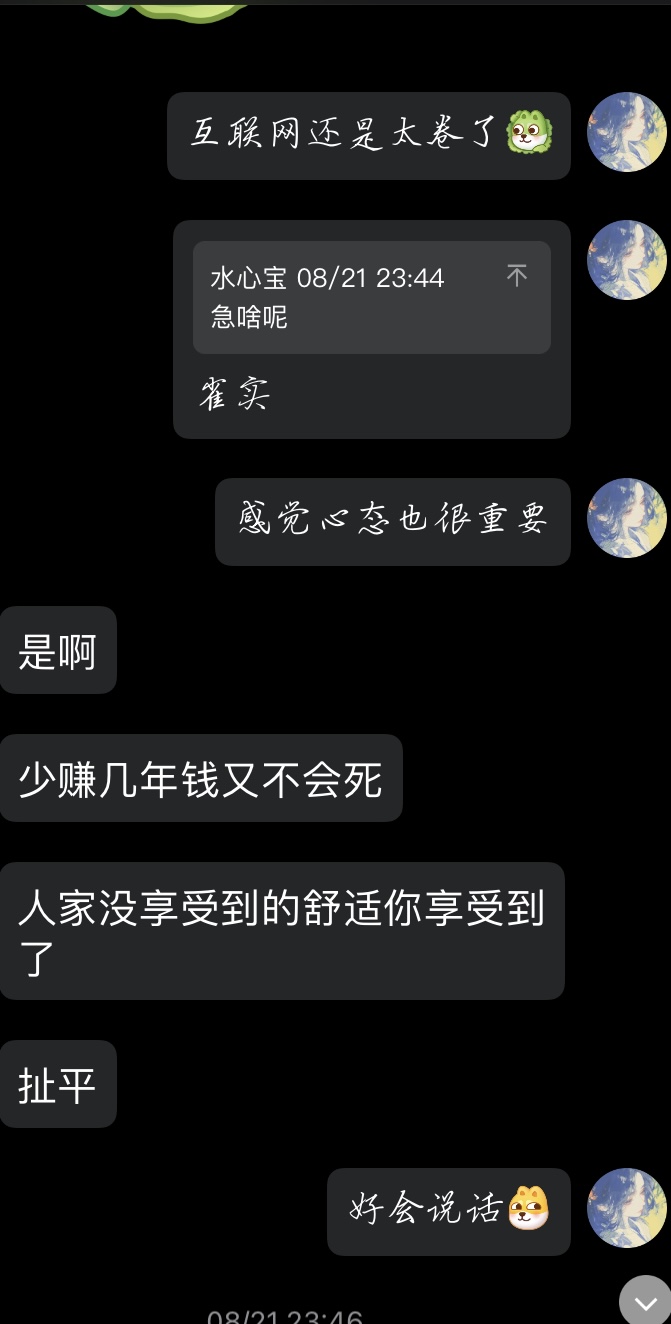 互联网还是太卷了
水心宝 08/21 23:44
急啥呢
雀实
感觉心态也很重要
是啊
少赚几年钱又不会死
人家没享受到的舒适你享受到
了
扯平
好会说话
08/21 23:46